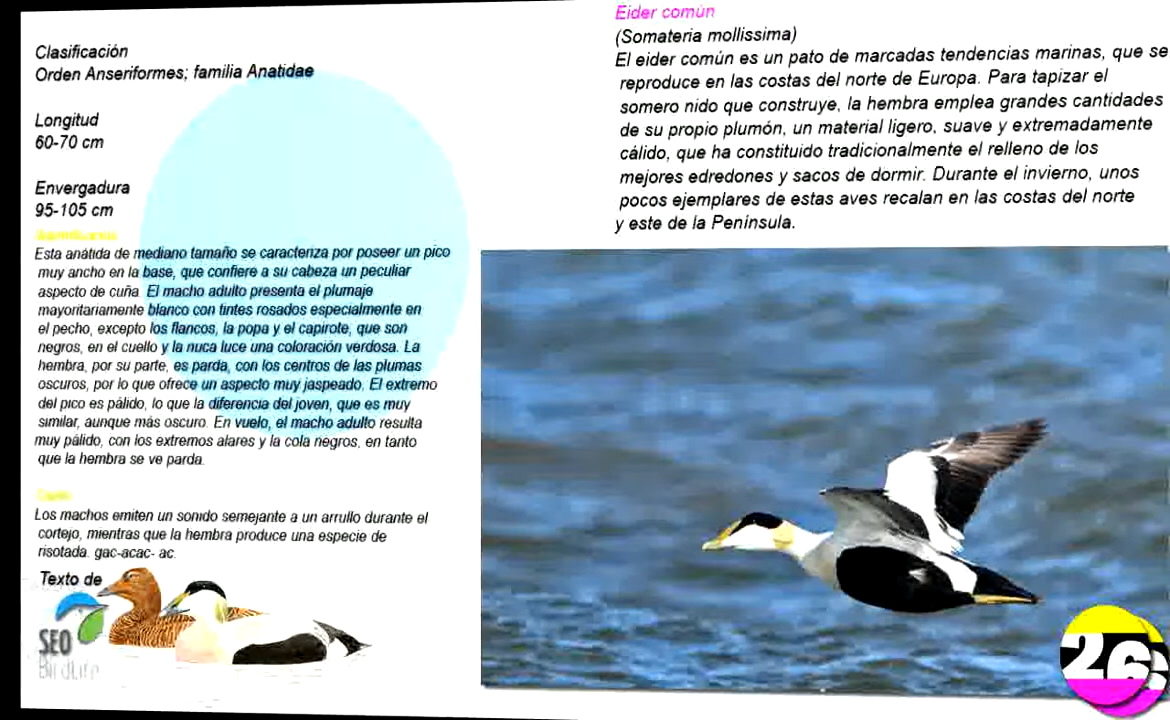 Clasificación
Orden Anseriformes; familia Anatidae
Longitud
60-70 cm
Envergadura
95-105 cm
Identificación
Esta anátida de mediano tamaño se caracteriza por poseer un pico
muy ancho en la base, que confiere a su cabeza un peculiar
aspecto de cuña. El macho adulto presenta el plumaje
mayoritariamente blanco con tintes rosados especialmente en
el pecho, excepto los flancos, la popa y el capirote, que son
negros, en el cuello y la nuca luce una coloración verdosa. La
hembra, por su parte, es parda, con los centros de las plumas
oscuros, por lo que ofrece un aspecto muy jaspeado. El extremo
del pico es pálido, lo que la diferencia del joven, que es muy
similar, aunque más oscuro. En vuelo, el macho adulto resulta
muy pálido, con los extremos alares y la cola negros, en tanto
que la hembra se ve parda.
Canto
Los machos emiten un sonido semejante a un arrullo durante el
cortejo, mientras que la hembra produce una especie de
risotada. gac-acac- ac.
Texto de
SEO
BirdLife
Eider común
(Somateria mollissima)
El eider común es un pato de marcadas tendencias marinas, que se
reproduce en las costas del norte de Europa. Para tapizar el
somero nido que construye, la hembra emplea grandes cantidades
de su propio plumón, un material ligero, suave y extremadamente
cálido, que ha constituido tradicionalmente el relleno de los
mejores edredones y sacos de dormir. Durante el invierno, unos
pocos ejemplares de estas aves recalan en las costas del norte
y este de la Península.
26